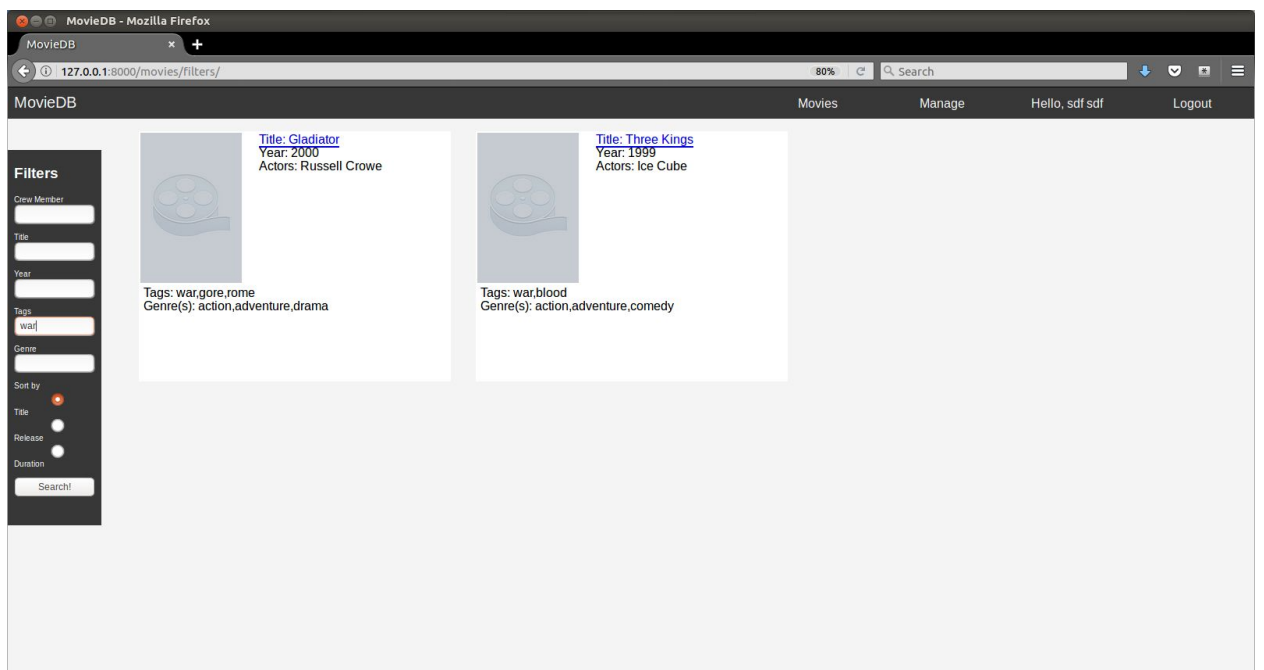 MovieDB - Mozilla Firefox
MovieDB × +
127.0.0.1:8000/movies/filters/ 80% Search
MovieDB Movies Manage Hello, sdf sdf Logout
Filters
Crew Member
Title
Year
Tags
war
Genre
Sort by
Title
Release
Duration
Search!
Title: Gladiator
Year: 2000
Actors: Russell Crowe
Tags: war,gore,rome
Genre(s): action,adventure,drama
Title: Three Kings
Year: 1999
Actors: Ice Cube
Tags: war,blood
Genre(s): action,adventure,comedy